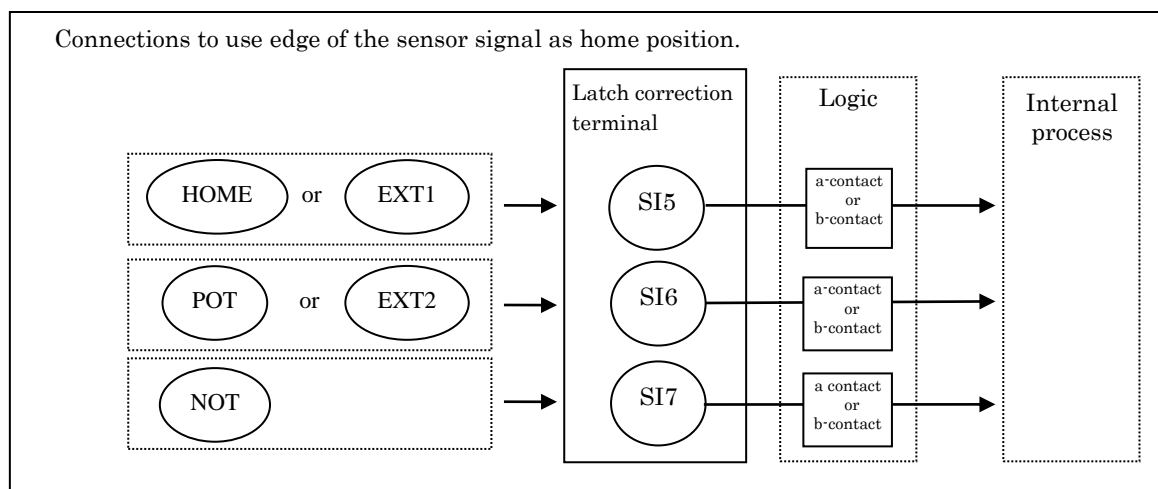 Connections to use edge of the sensor signal as home position.
Latch correction
terminal
Logic
Internal
process
HOME or EXT1
SI5
a-contact
or
b-contact
POT or EXT2
SI6
a-contact
or
b-contact
NOT
SI7
a contact
or
b-contact